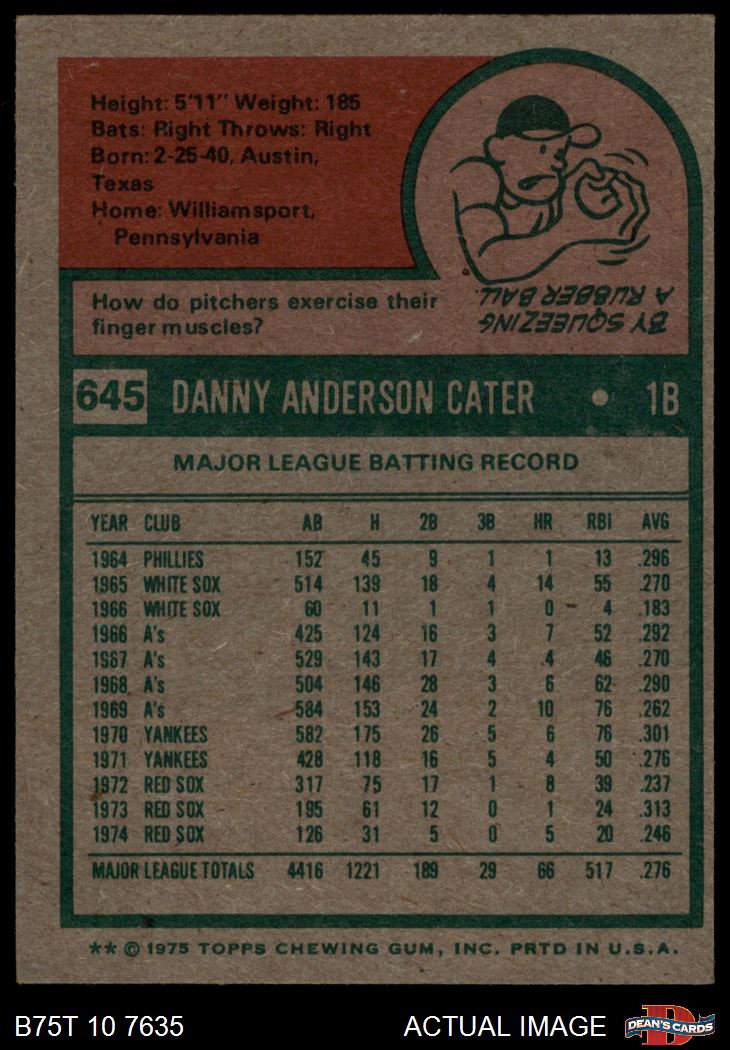 Height: 5'11" Weight: 185
Bats: Right Throws: Right
Born: 2-25-40, Austin,
Texas
Home: Williamsport,
Pennsylvania
How do pitchers exercise their
finger muscles?
BY SQUEEZING
A RUBBER BALL.
645 DANNY ANDERSON CATER • 1B
MAJOR LEAGUE BATTING RECORD
YEAR CLUB AB H 2B 3B HR RBI AVG
1964 PHILLIES 152 45 9 1 1 13 .296
1965 WHITE SOX 514 139 18 4 14 55 .270
1966 WHITE SOX 60 11 1 1 0 4 .183
1966 A's 425 124 16 3 7 52 .292
1967 A's 529 143 17 4 4 46 .270
1968 A's 504 146 28 3 6 62 .290
1969 A's 584 153 24 2 10 76 .262
1970 YANKEES 582 175 26 5 6 76 .301
1971 YANKEES 428 118 16 5 4 50 .276
1972 RED SOX 317 75 17 1 8 39 .237
1973 RED SOX 195 61 12 0 1 24 .313
1974 RED SOX 126 31 5 0 5 20 .246
MAJOR LEAGUE TOTALS 4416 1221 189 29 66 517 .276
** © 1975 TOPPS CHEWING GUM, INC. PRTD IN U.S.A.
B75T 10 7635 ACTUAL IMAGE
D
DEAN'S CARDS